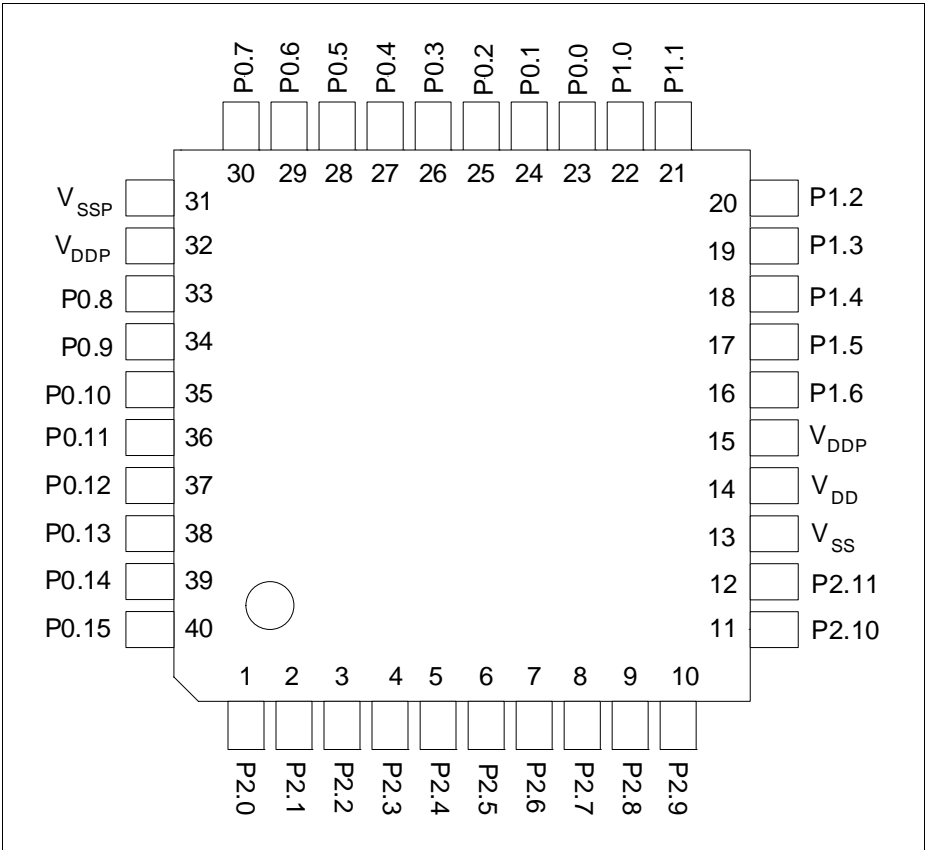 P0.7 P0.6 P0.5 P0.4 P0.3 P0.2 P0.1 P0.0 P1.0 P1.1
30 29 28 27 26 25 24 23 22 21
VSSP 31 20 P1.2
VDDP 32 19 P1.3
P0.8 33 18 P1.4
P0.9 34 17 P1.5
P0.10 35 16 P1.6
P0.11 36 15 VDDP
P0.12 37 14 VDD
P0.13 38 13 VSS
P0.14 39 12 P2.11
P0.15 40 11 P2.10
1 2 3 4 5 6 7 8 9 10
P2.0 P2.1 P2.2 P2.3 P2.4 P2.5 P2.6 P2.7 P2.8 P2.9